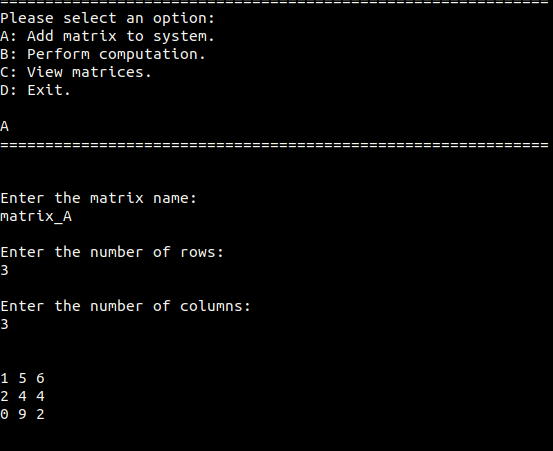 =============================================================
Please select an option:
A: Add matrix to system.
B: Perform computation.
C: View matrices.
D: Exit.
A
=============================================================
Enter the matrix name:
matrix_A
Enter the number of rows:
3
Enter the number of columns:
3
1 5 6
2 4 4
0 9 2